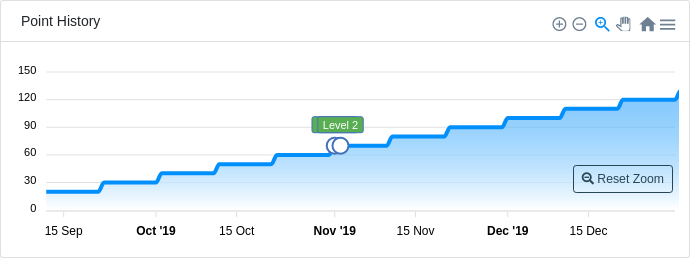 Point History
150
120
90
60
30
0
Level 2
Reset Zoom
15 Sep
Oct '19
15 Oct
Nov '19
15 Nov
Dec '19
15 Dec